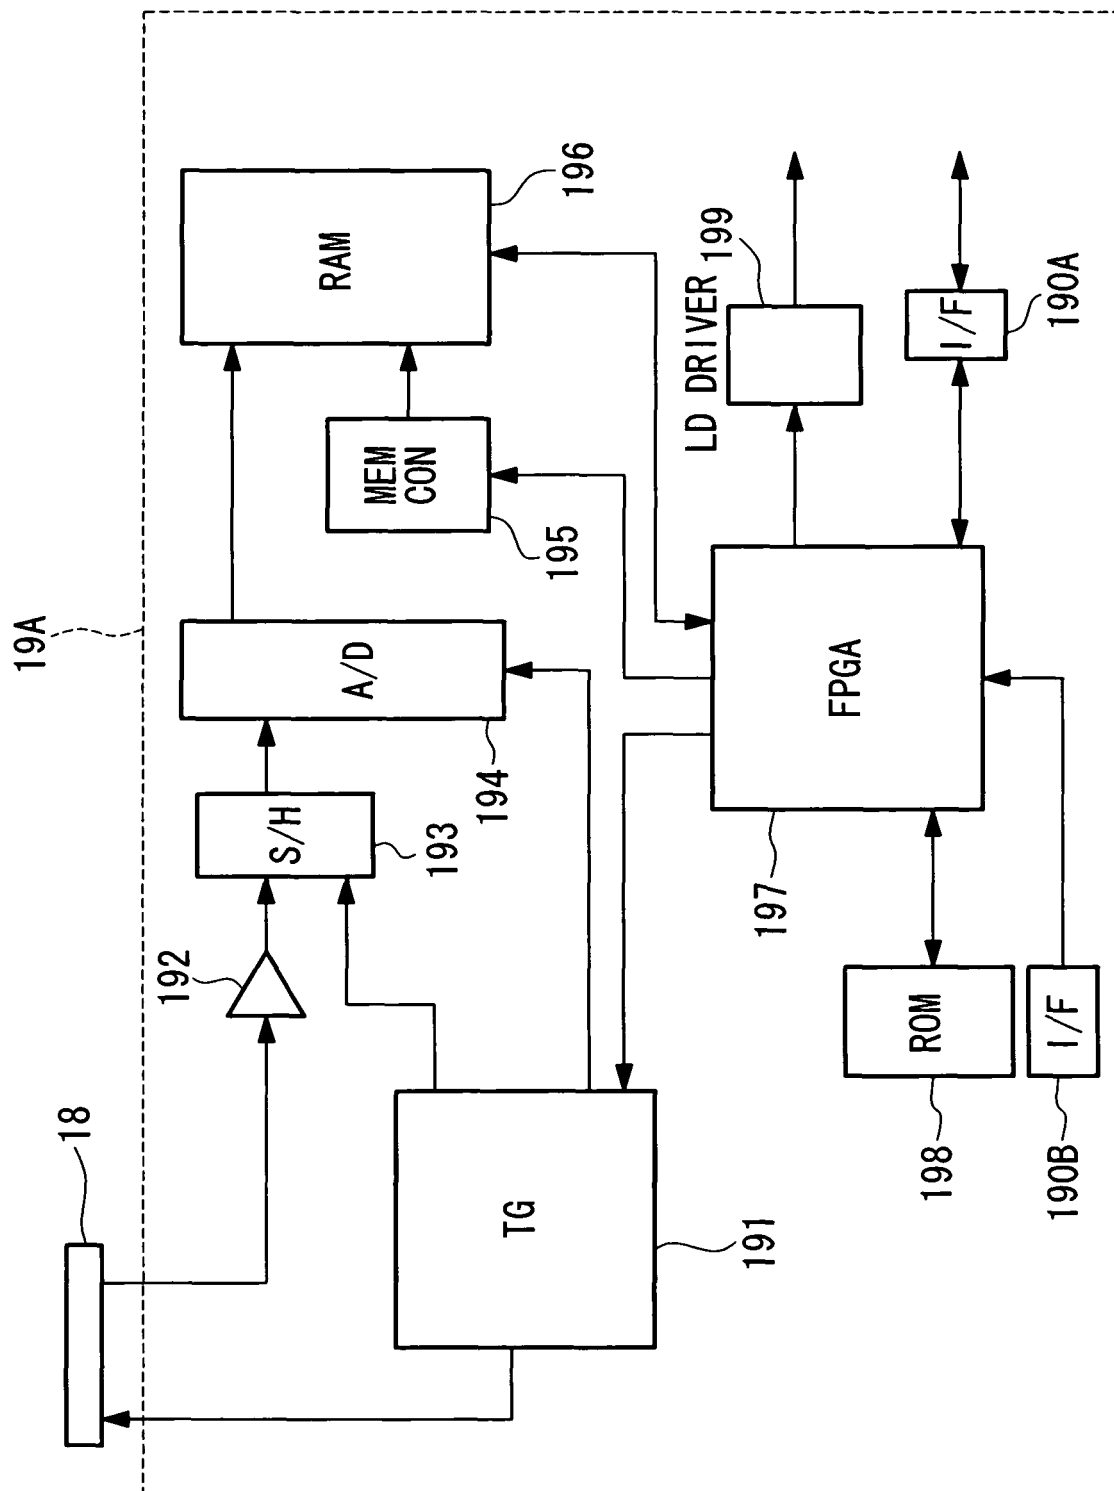 19A
18
192
S/H
193
A/D
194
RAM
196
MEM
CON
195
TG
191
LD DRIVER
199
FPGA
197
I/F
190A
ROM
198
I/F
190B